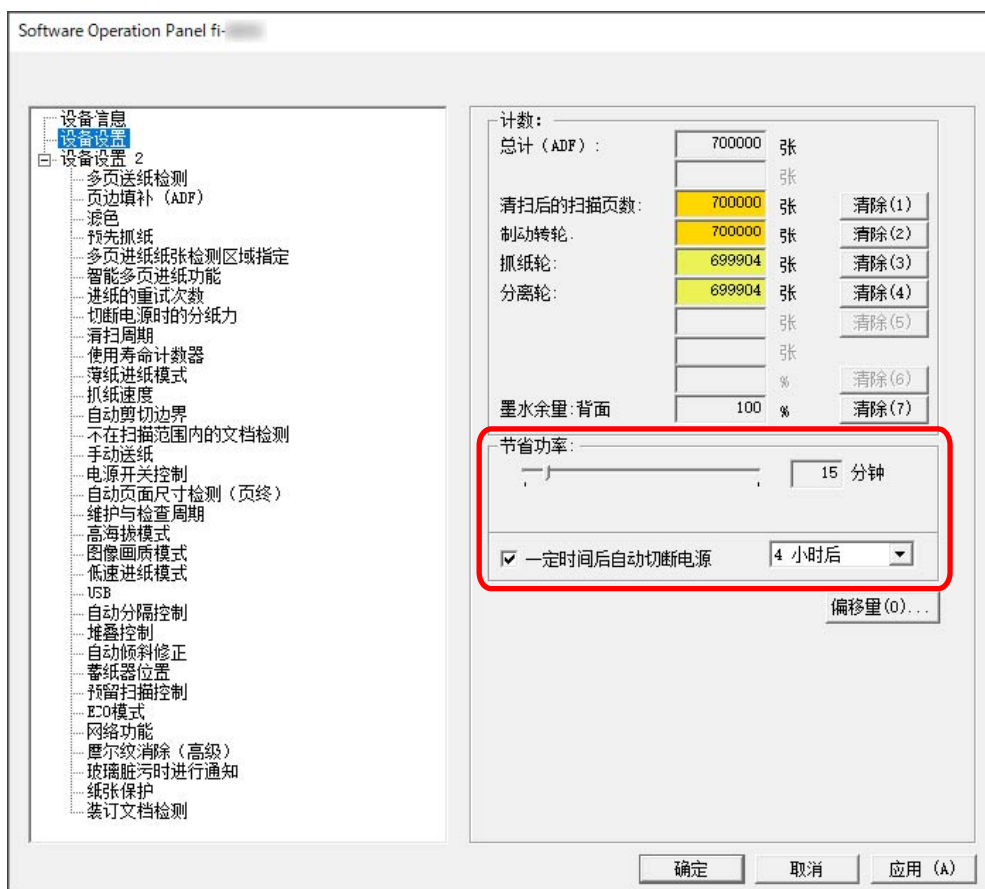 Software Operation Panel fi-
设备信息
设备设置
设备设置 2
多页送纸检测
页边填补（ADF）
滤色
预先抓纸
多页进纸纸张检测区域指定
智能多页进纸功能
进纸的重试次数
切断电源时的分纸力
清扫周期
使用寿命计数器
薄纸进纸模式
抓纸速度
自动剪切边界
不在扫描范围内的文档检测
手动送纸
电源开关控制
自动页面尺寸检测（页终）
维护与检查周期
高海拔模式
图像画质模式
低速进纸模式
USB
自动分隔控制
堆叠控制
自动倾斜修正
蓄纸器位置
预留扫描控制
ECO模式
网络功能
摩尔纹消除（高级）
玻璃脏污时进行通知
纸张保护
装订文档检测
计数:
总计（ADF）: 700000 张
张
清扫后的扫描页数: 700000 张 清除(1)
制动转轮. 700000 张 清除(2)
抓纸轮: 699904 张 清除(3)
分离轮: 699904 张 清除(4)
张 清除(5)
张
% 清除(6)
墨水余量:背面 100 % 清除(7)
节省功率:
15 分钟
一定时间后自动切断电源 4 小时后
偏移量(O)...
确定 取消 应用 (A)